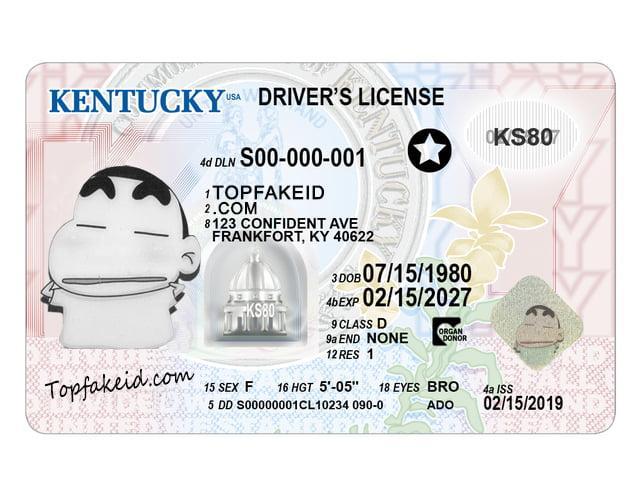 KENTUCKY USA DRIVER'S LICENSE
KS80
4d DLN S00-000-001
1 TOPFAKEID
2 .COM
8 123 CONFIDENT AVE
FRANKFORT, KY 40622
3 DOB 07/15/1980
4b EXP 02/15/2027
KS80
9 CLASS D
9a END NONE
12 RES 1
ORGAN
DONOR
Topfakeid.com
15 SEX F 16 HGT 5'-05" 18 EYES BRO 4a ISS
5 DD S00000001CL10234 090-0 ADO 02/15/2019